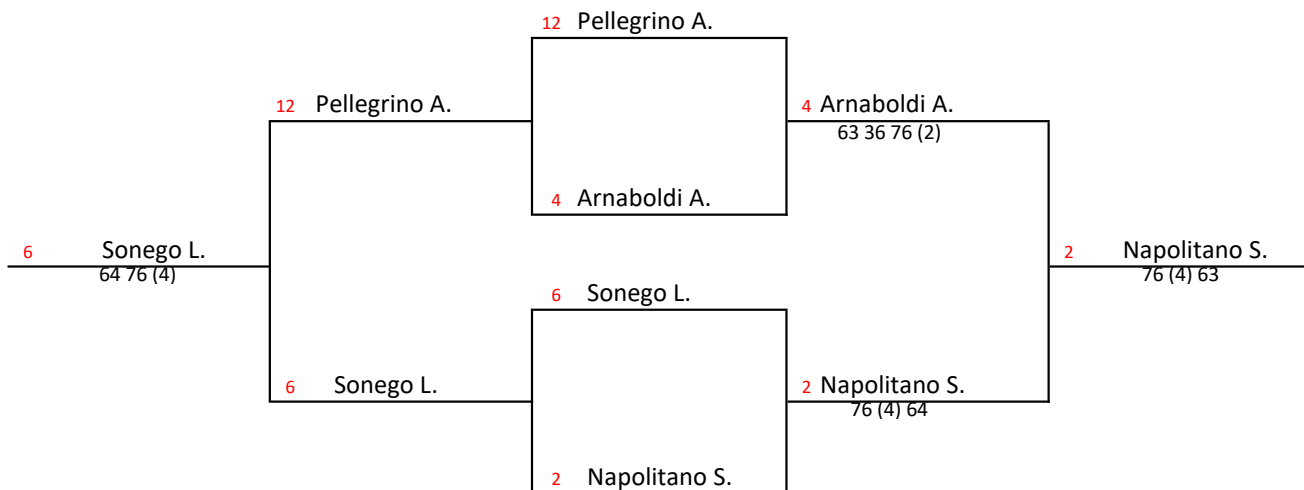 12 Pellegrino A.
12 Pellegrino A.
4 Arnaboldi A.
63 36 76 (2)
4 Arnaboldi A.
6 Sonego L.
64 76 (4)
2 Napolitano S.
76 (4) 63
6 Sonego L.
6 Sonego L.
2 Napolitano S.
76 (4) 64
2 Napolitano S.